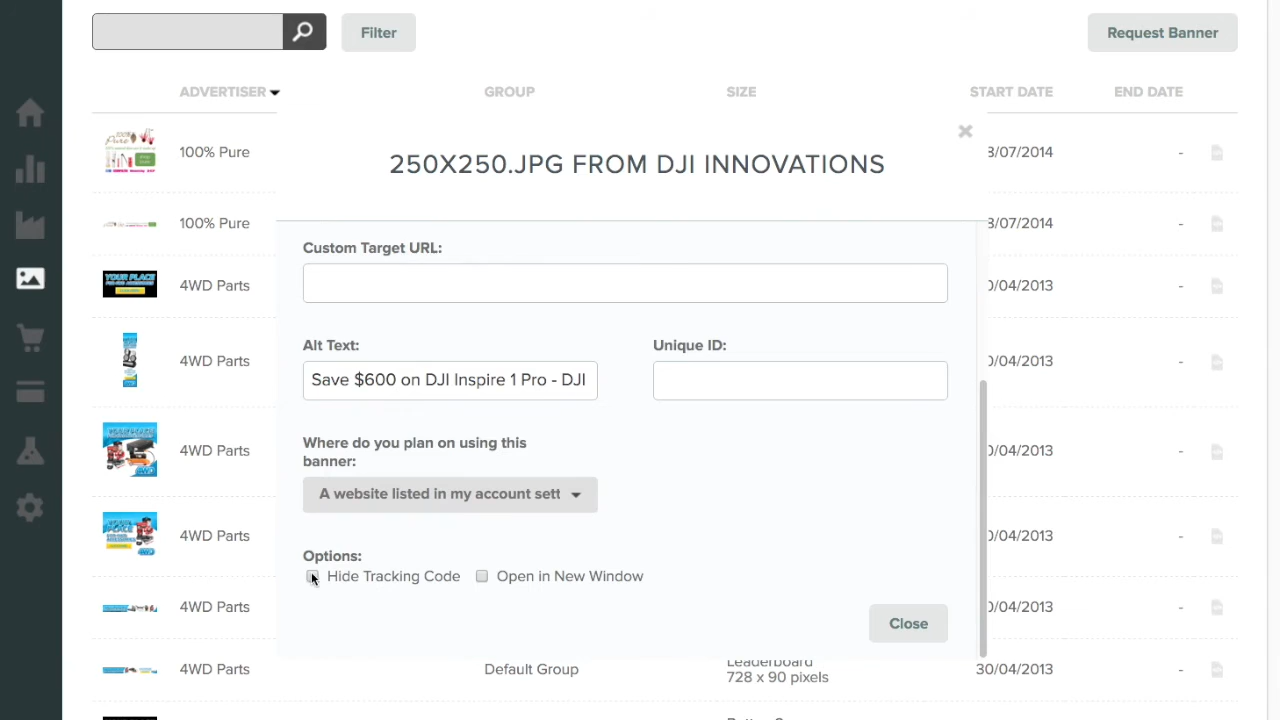 Filter
Request Banner
ADVERTISER GROUP SIZE START DATE END DATE
250X250.JPG FROM DJI INNOVATIONS
100% Pure 8/07/2014 -
100% Pure 8/07/2014 -
Custom Target URL:
YOUR PLACE
4WD Parts 0/04/2013 -
Alt Text: Unique ID:
4WD Parts 0/04/2013 -
Save $600 on DJI Inspire 1 Pro - DJI
Where do you plan on using this
banner:
4WD Parts 0/04/2013 -
A website listed in my account sett
4WD Parts 0/04/2013 -
Options:
Hide Tracking Code Open in New Window
4WD Parts 0/04/2013 -
Close
4WD Parts Default Group Leaderboard
728 x 90 pixels 30/04/2013 -